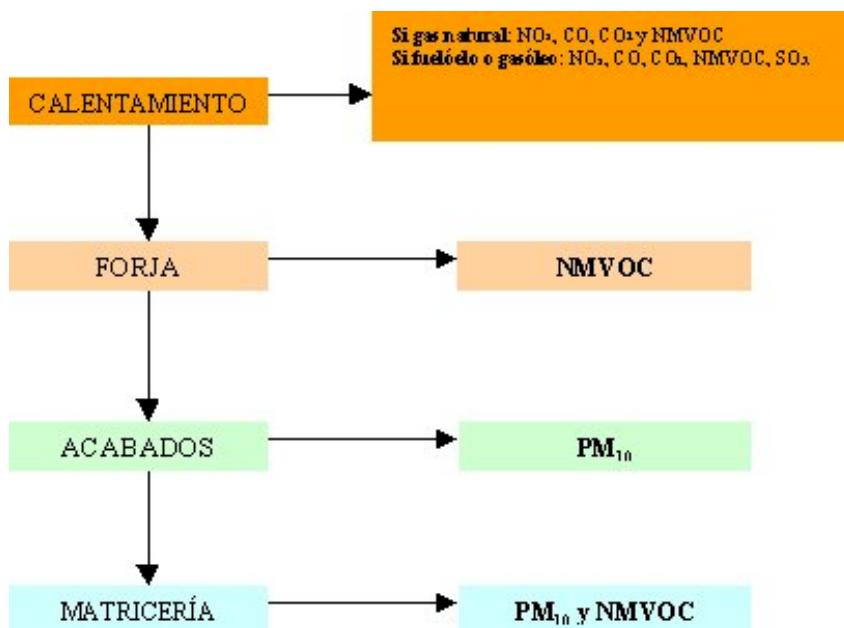 Si gas natural: NOₓ, CO, CO₂ y NMVOC
Si fuelóelo o gasóleo: NOₓ, CO, CO₂, NMVOC, SOₓ
CALENTAMIENTO
FORJA
NMVOC
ACABADOS
PM₁₀
MATRICERÍA
PM₁₀ y NMVOC